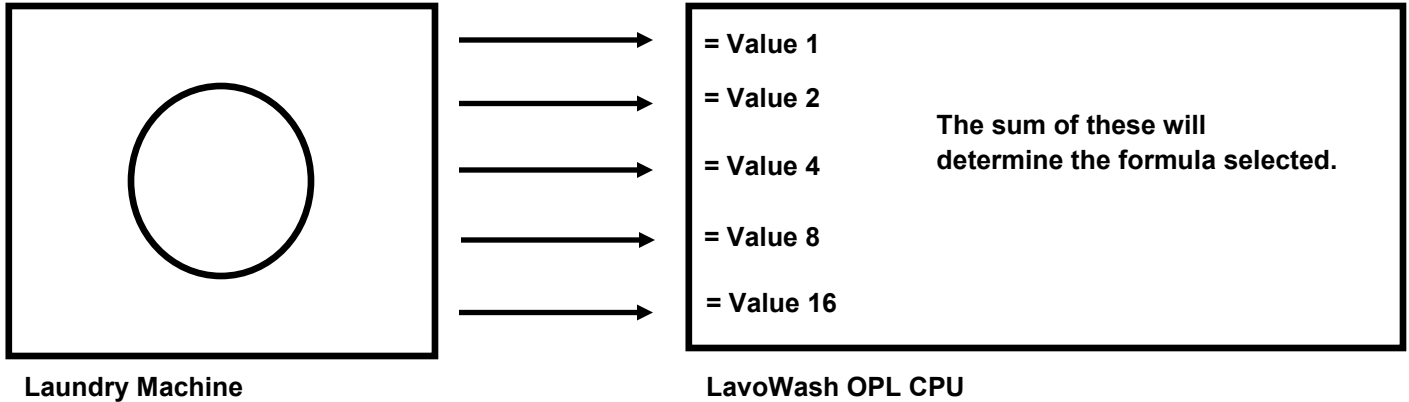 = Value 1
= Value 2
The sum of these will
determine the formula selected.
= Value 4
= Value 8
= Value 16
Laundry Machine
LavoWash OPL CPU